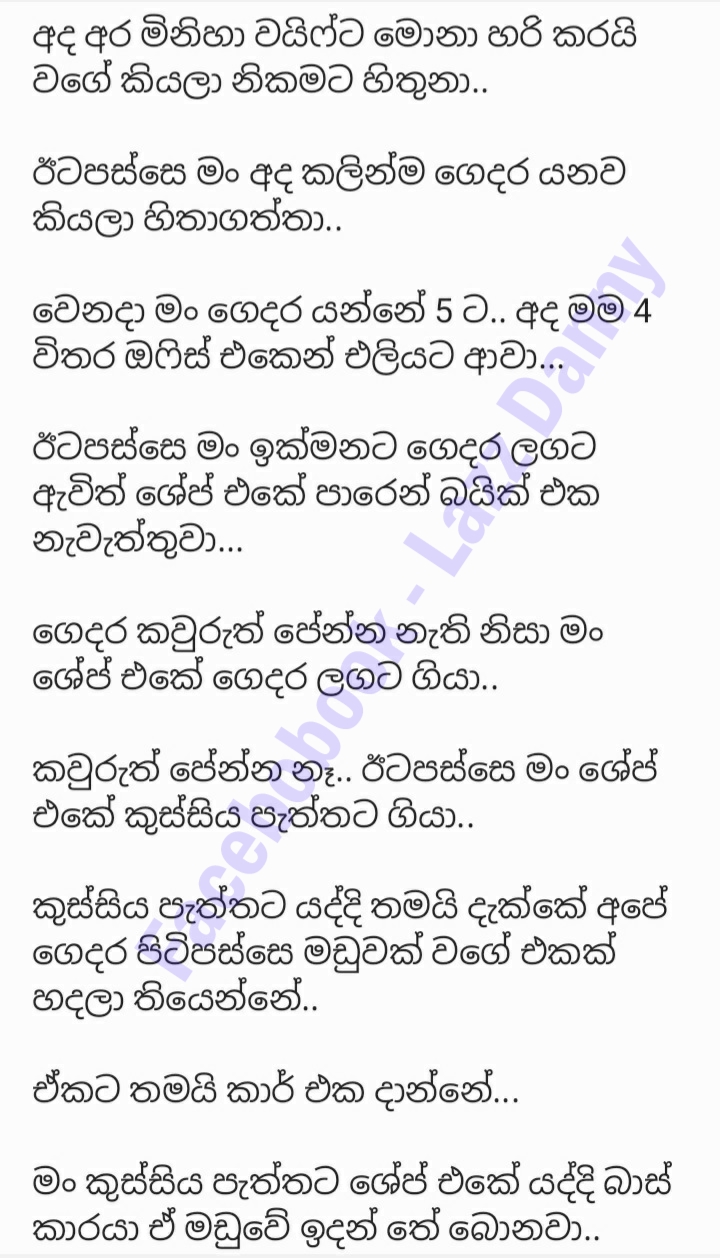 අද අර මිනිහා වයිෆ්ට මොනා හරි කරයි
වගේ කියලා නිකමට හිතුනා..
ඊටපස්සෙ මං අද කලින්ම ගෙදර යනව
කියලා හිතාගත්තා..
වෙනදා මං ගෙදර යන්නේ 5 ට.. අද මම 4
විතර ඔෆිස් එකෙන් එලියට ආවා...
ඊටපස්සෙ මං ඉක්මනට ගෙදර ලගට
ඇවිත් ශේප් එකේ පාරෙන් බයික් එක
නැවැත්තුවා...
ගෙදර කවුරුත් පේන්න නැති නිසා මං
ශේප් එකේ ගෙදර ලගට ගියා..
කවුරුත් පේන්න නෑ.. ඊටපස්සෙ මං ශේප්
එකේ කුස්සිය පැත්තට ගියා..
කුස්සිය පැත්තට යද්දි තමයි දැක්කේ අපේ
ගෙදර පිටිපස්සෙ මඩුවක් වගේ එකක්
හදලා තියෙන්නේ..
ඒකට තමයි කාර් එක දාන්නේ...
මං කුස්සිය පැත්තට ශේප් එකේ යද්දි බාස්
කාරයා ඒ මඩුවේ ඉදන් තේ බොනවා..
Facebobook - Lazz Danny